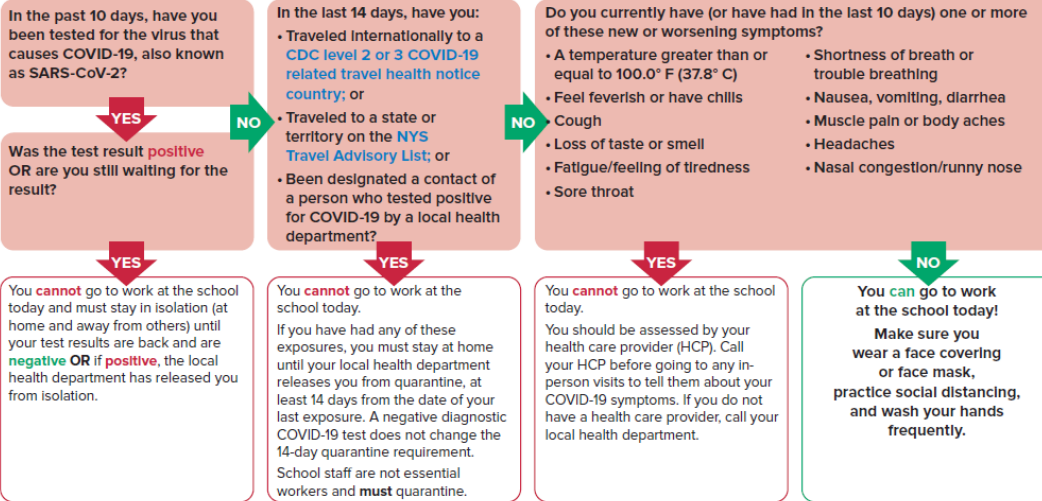 In the past 10 days, have you
been tested for the virus that
causes COVID-19, also known
as SARS-CoV-2?
YES
NO
Was the test result positive
OR are you still waiting for the
result?
YES
You cannot go to work at the school
today and must stay in isolation (at
home and away from others) until
your test results are back and are
negative OR if positive, the local
health department has released you
from isolation.
In the last 14 days, have you:
• Traveled internationally to a
CDC level 2 or 3 COVID-19
related travel health notice
country; or
• Traveled to a state or
territory on the NYS
Travel Advisory List; or
• Been designated a contact of
a person who tested positive
for COVID-19 by a local health
department?
NO
YES
You cannot go to work at the
school today.
If you have had any of these
exposures, you must stay at home
until your local health department
releases you from quarantine, at
least 14 days from the date of your
last exposure. A negative diagnostic
COVID-19 test does not change the
14-day quarantine requirement.
School staff are not essential
workers and must quarantine.
Do you currently have (or have had in the last 10 days) one or more
of these new or worsening symptoms?
• A temperature greater than or
equal to 100.0° F (37.8° C)
• Feel feverish or have chills
• Cough
• Loss of taste or smell
• Fatigue/feeling of tiredness
• Sore throat
• Shortness of breath or
trouble breathing
• Nausea, vomiting, diarrhea
• Muscle pain or body aches
• Headaches
• Nasal congestion/runny nose
YES
You cannot go to work at the school
today.
You should be assessed by your
health care provider (HCP). Call
your HCP before going to any in-
person visits to tell them about your
COVID-19 symptoms. If you do not
have a health care provider, call your
local health department.
NO
You can go to work
at the school today!
Make sure you
wear a face covering
or face mask,
practice social distancing,
and wash your hands
frequently.